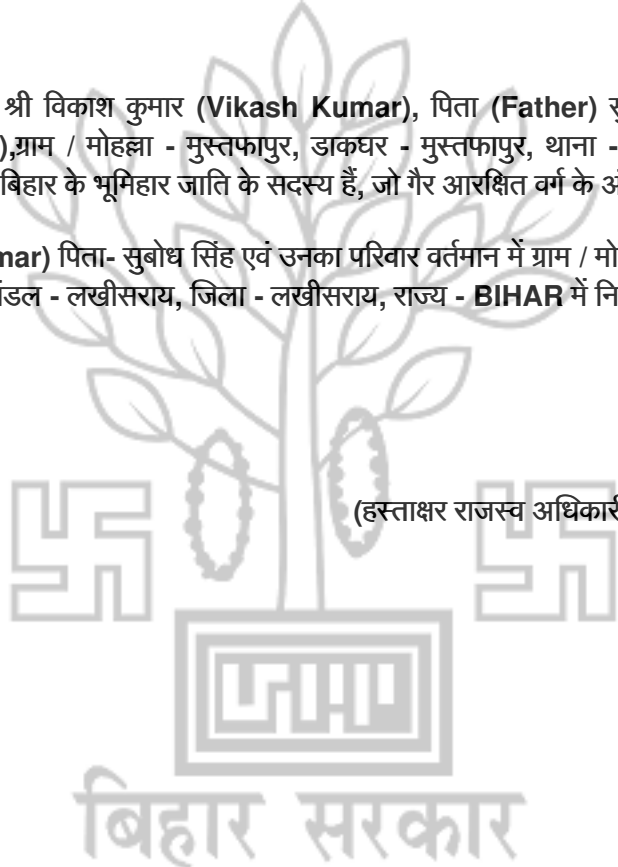 श्री विकाश कुमार (Vikash Kumar), पिता (Father)
),ग्राम / मोहल्ला - मुस्तफापुर, डाकघर - मुस्तफापुर, थाना -
बिहार के भूमिहार जाति के सदस्य हैं, जो गैर आरक्षित वर्ग के
mar) पिता- सुबोध सिंह एवं उनका परिवार वर्तमान में ग्राम /
- लखीसराय, जिला - लखीसराय, राज्य - BIHAR में
(हस्ताक्षर राजस्व अधिकारी
बिहार सरकार